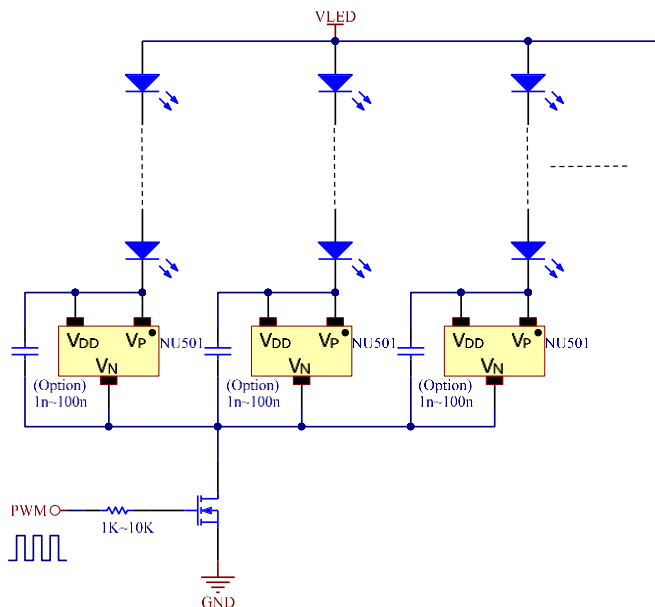 VLED
VDD VP NU501 VDD VP NU501 VDD VP NU501
VN VN VN
(Option) (Option) (Option)
1n~100n 1n~100n 1n~100n
PWM
1K~10K
GND